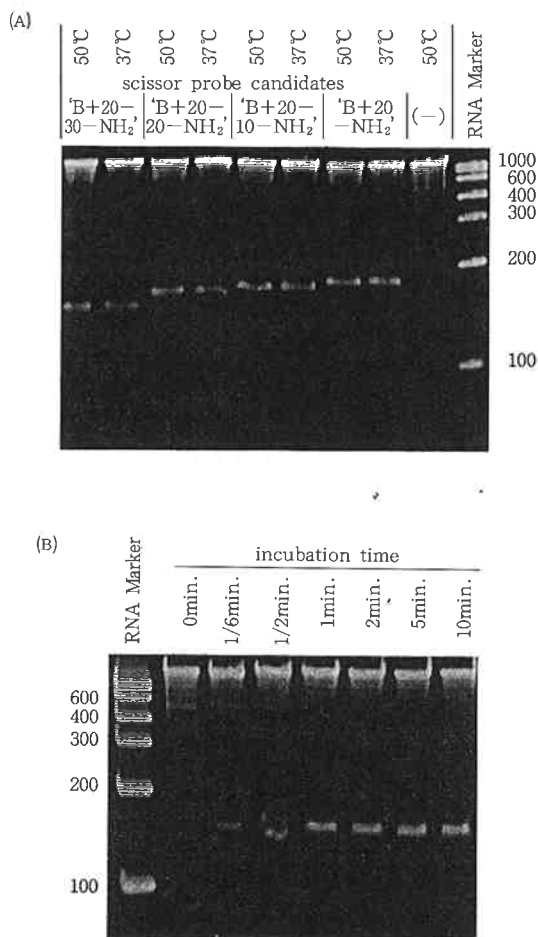 (A)
50℃ 37℃ 50℃ 37℃ 50℃ 37℃ 50℃ 37℃ 50℃ RNA Marker
scissor probe candidates
'B+20− 'B+20− 'B+20− 'B+20 (−)
30−NH₂' 20−NH₂' 10−NH₂' −NH₂'
1000
600
400
300
200
100
(B)
incubation time
RNA Marker 0min. 1/6min. 1/2min. 1min. 2min. 5min. 10min.
600
400
300
200
100